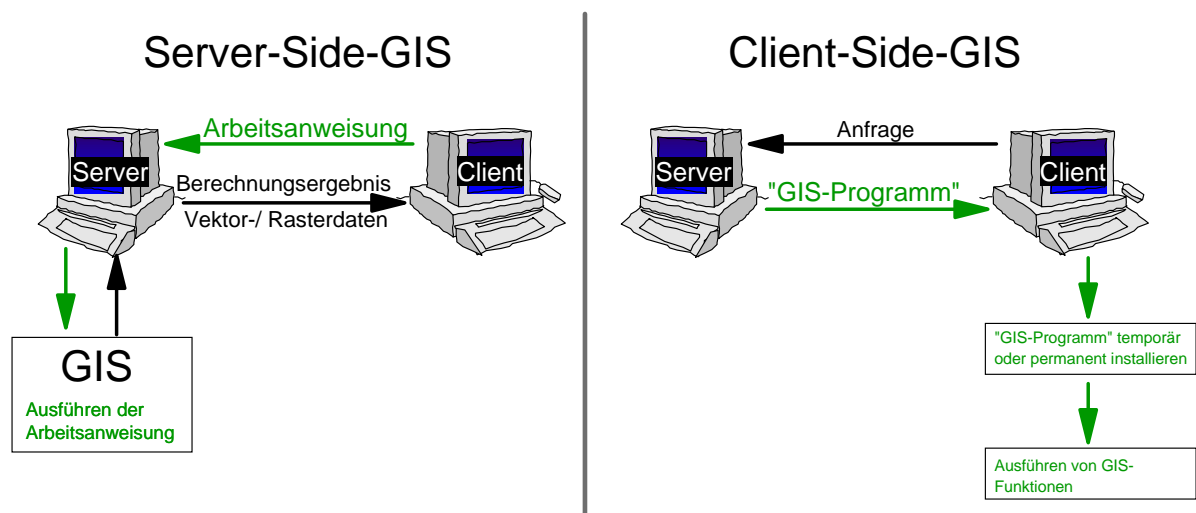 Server-Side-GIS
Arbeitsanweisung
Server
Client
Berechnungsergebnis
Vektor-/ Rasterdaten
GIS
Ausführen der
Arbeitsanweisung
Client-Side-GIS
Anfrage
Server
Client
"GIS-Programm"
"GIS-Programm" temporär
oder permanent installieren
Ausführen von GIS-
Funktionen